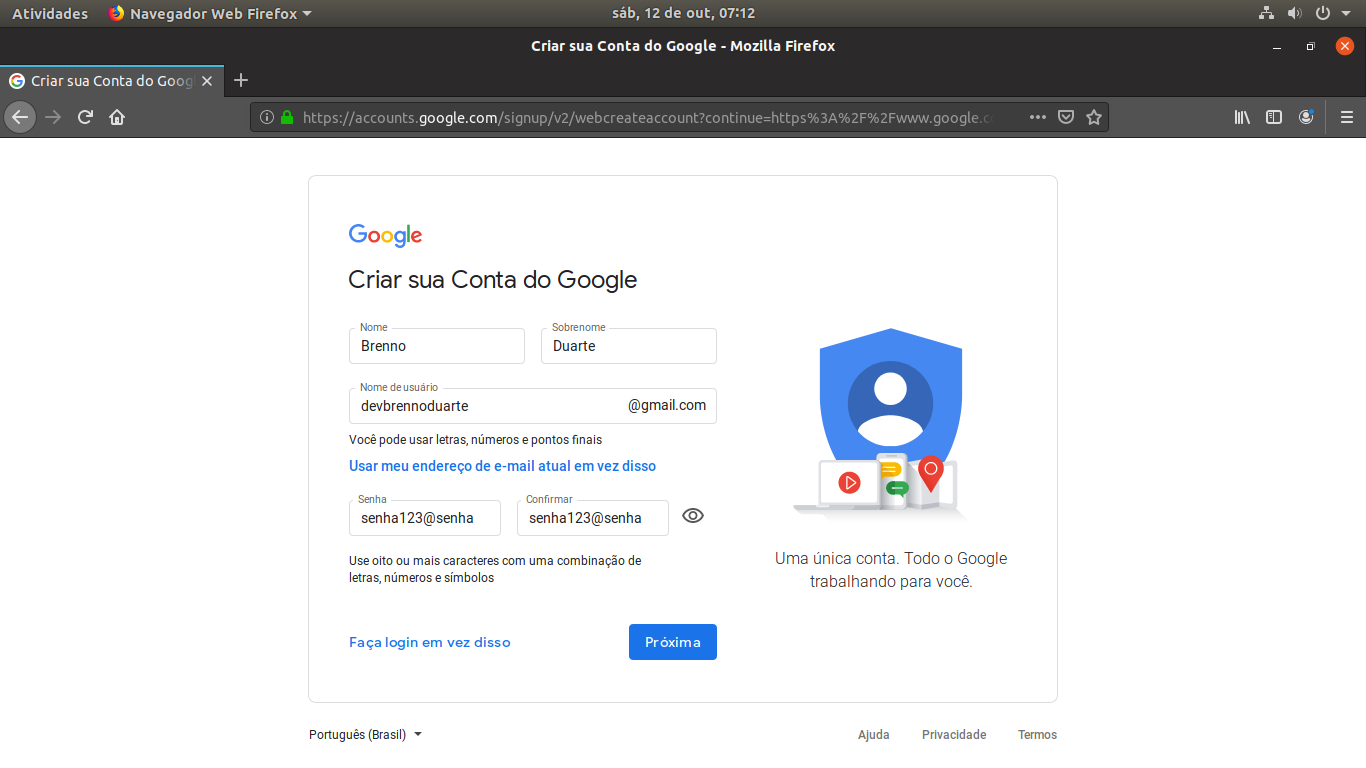 Atividades
Navegador Web Firefox
sáb, 12 de out, 07:12
Criar sua Conta do Google - Mozilla Firefox
Criar sua Conta do Goog
https://accounts.google.com/signup/v2/webcreateaccount?continue=https%3A%2F%2Fwww.google.c
Google
Criar sua Conta do Google
Nome
Sobrenome
Brenno
Duarte
Nome de usuário
devbrennoduarte
@gmail.com
Você pode usar letras, números e pontos finais
Usar meu endereço de e-mail atual em vez disso
Senha
Confirmar
senha123@senha
senha123@senha
Use oito ou mais caracteres com uma combinação de
letras, números e símbolos
Faça login em vez disso
Próxima
Uma única conta. Todo o Google
trabalhando para você.
Português (Brasil)
Ajuda
Privacidade
Termos